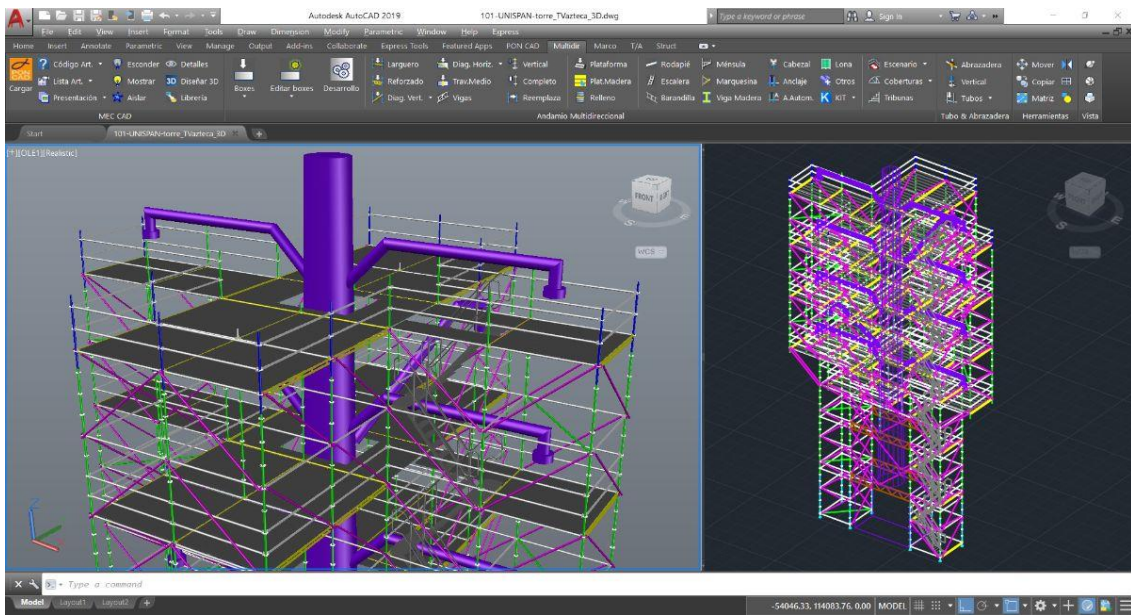 Autodesk AutoCAD 2019 101-UNISPAN-torre_TVazteca_3D.dwg Type a keyword or phrase Sign In
File Edit View Insert Format Tools Draw Dimension Modify Parametric Window Help Express
Home Insert Annotate Parametric View Manage Output Add-ins Collaborate Express Tools Featured Apps PON CAD Multidir Marco T/A Struct
Código Art. Esconder Detalles Larguero Diag. Horiz. Vertical Plataforma Rodapié Ménsula Cabezal Lona Escenario Abrazadera Mover
Lista Art. Mostrar 3D Diseñar 3D Reforzado Trav.Medio Completo Plat.Madera Escalera Marquesina Anclaje Otros Coberturas Vertical Copiar
Cargar Presentación Aislar Librería Boxes Editar boxes Desarrollo Diag. Vert. Vigas Reemplaza Relleno Barandilla Viga Madera A.Autom. KIT Tribunas Tubos Matriz
MEC CAD Andamio Multidireccional Tubo & Abrazadera Herramientas Vista
Start 101-UNISPAN-torre_TVazteca_3D
[+][OLE1][Realistic]
FRONT
WCS
Type a command
Model Layout1 Layout2 -54046.33, 114083.76, 0.00 MODEL